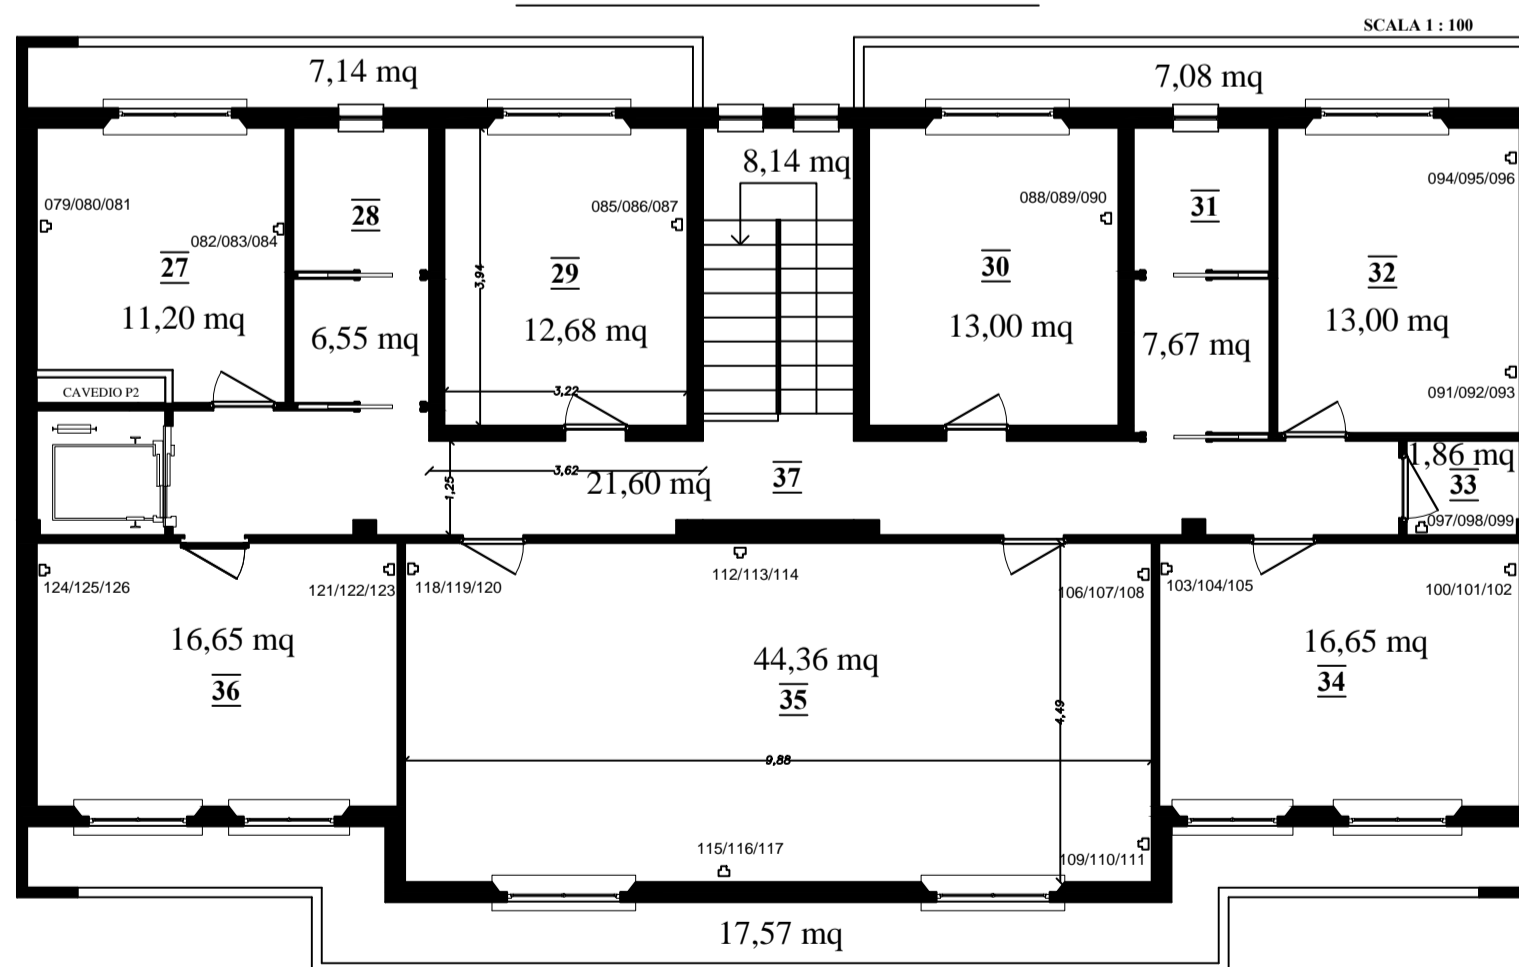 SCALA 1 : 100
7,14 mq
7,08 mq
8,14 mq
079/080/081
082/083/084
27
11,20 mq
28
6,55 mq
085/086/087
29
12,68 mq
3,94
3,22
088/089/090
30
13,00 mq
31
7,67 mq
094/095/096
32
13,00 mq
091/092/093
CAVEDIO P2
3,62
1,25
21,60 mq
37
1,86 mq
33
097/098/099
124/125/126
121/122/123
118/119/120
112/113/114
106/107/108
103/104/105
100/101/102
16,65 mq
36
44,36 mq
35
16,65 mq
34
4,49
9,88
115/116/117
109/110/111
17,57 mq